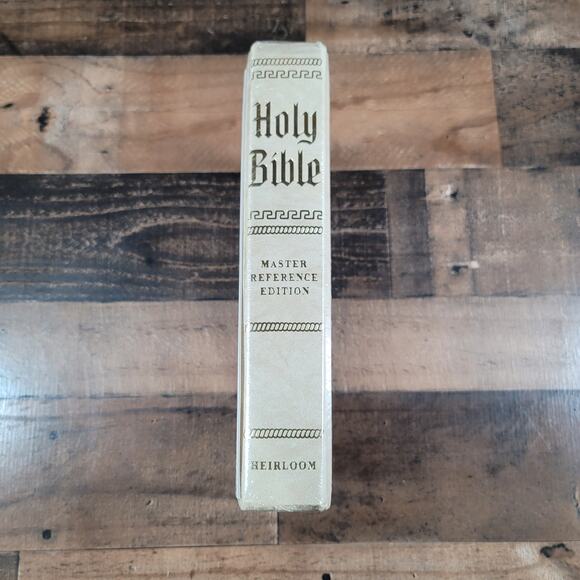 Holy
Bible
MASTER
REFERENCE
EDITION
HEIRLOOM